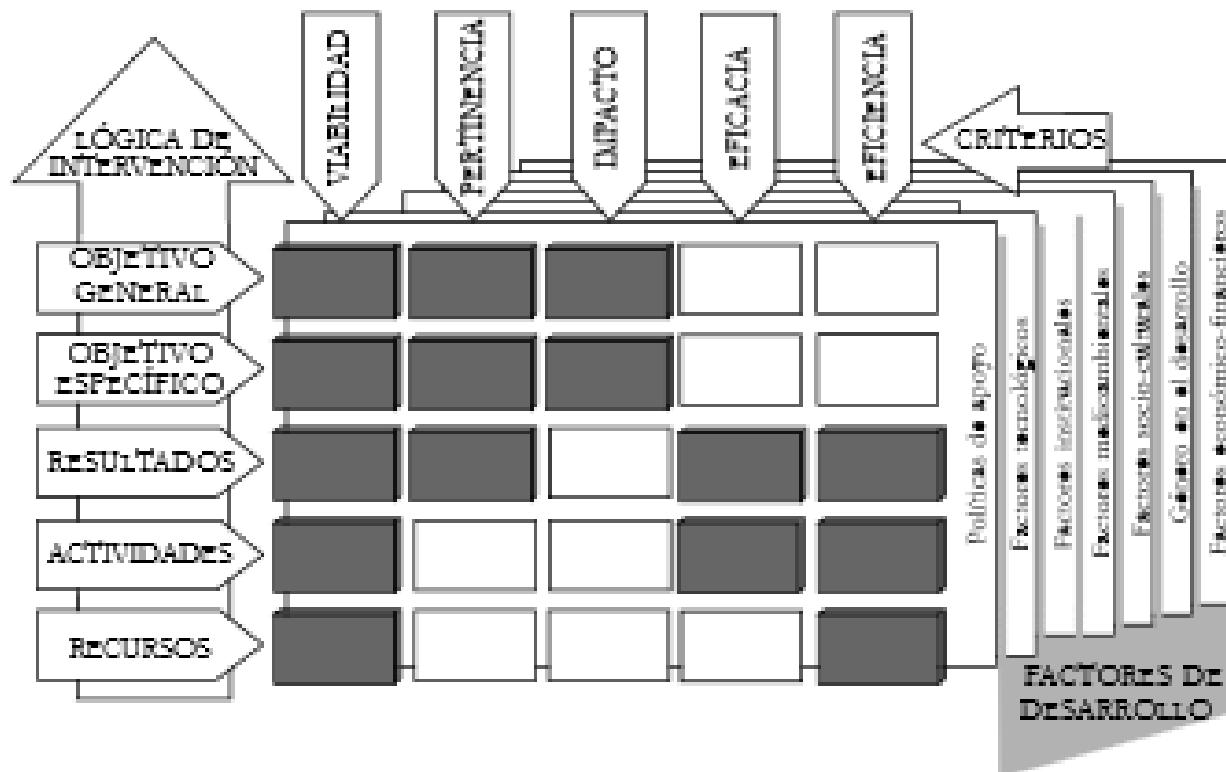 VIABILIDAD
PERTINENCIA
IMPACTO
EFICACIA
EFICIENCIA
CRITERIOS
LÓGICA DE
INTERVENCIÓN
OBJETIVO
GENERAL
OBJETIVO
ESPECÍFICO
RESULTADOS
ACTIVIDADES
RECURSOS
Políticas de apoyo
Factores tecnológicos
Factores institucionales
Factores medioambientales
Factores socio-culturales
Género en el desarrollo
Factores económico-financieros
FACTORES DE
DESARROLLO